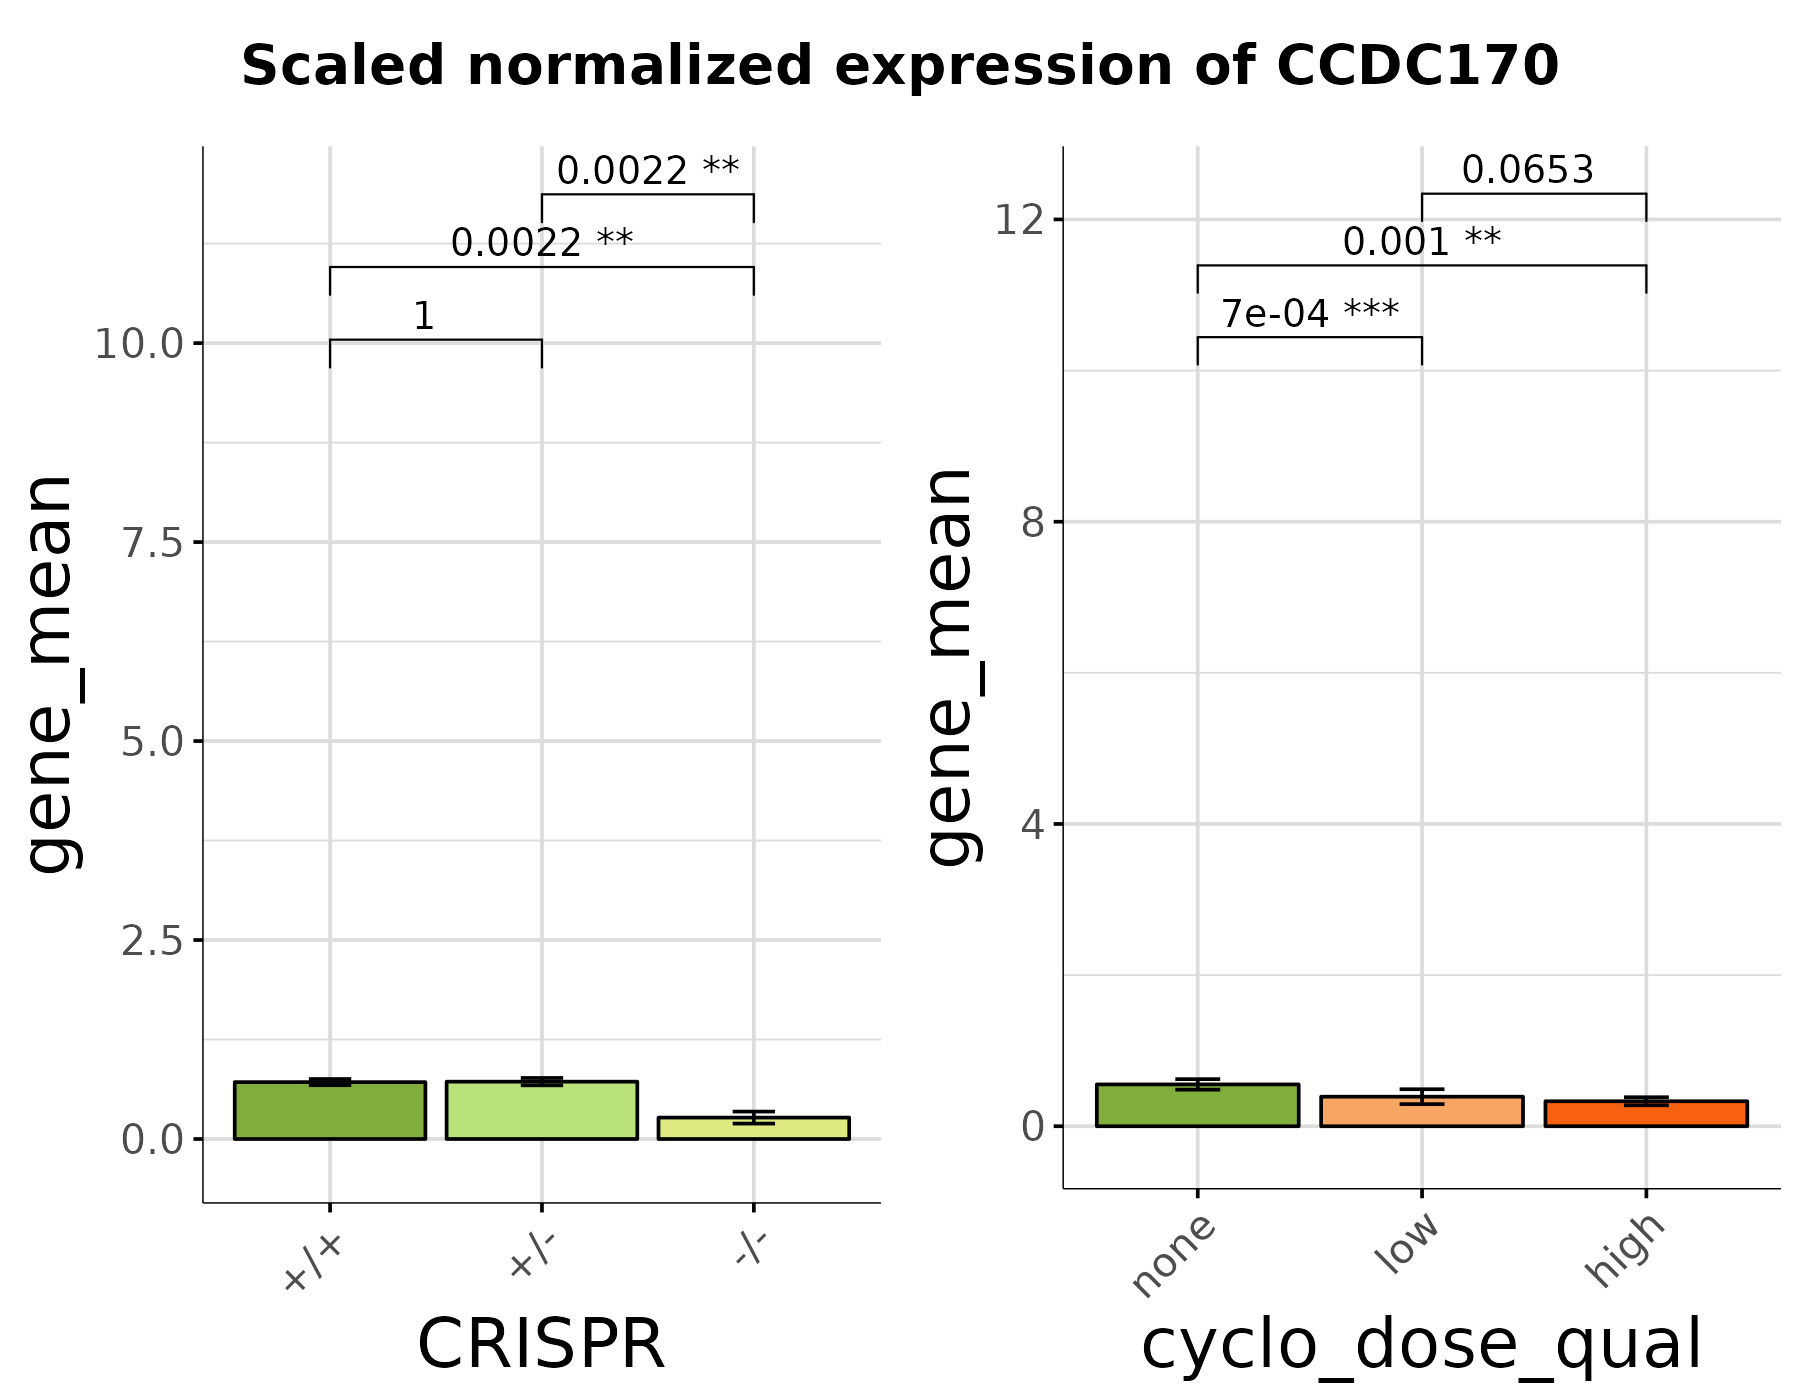 Scaled normalized expression of CCDC170
gene_mean
10.0
7.5
5.0
2.5
0.0
0.0022 **
0.0022 **
1
+/+
+/-
-/-
CRISPR
gene_mean
12
8
4
0
0.0653
0.001 **
7e-04 ***
none
low
high
cyclo_dose_qual